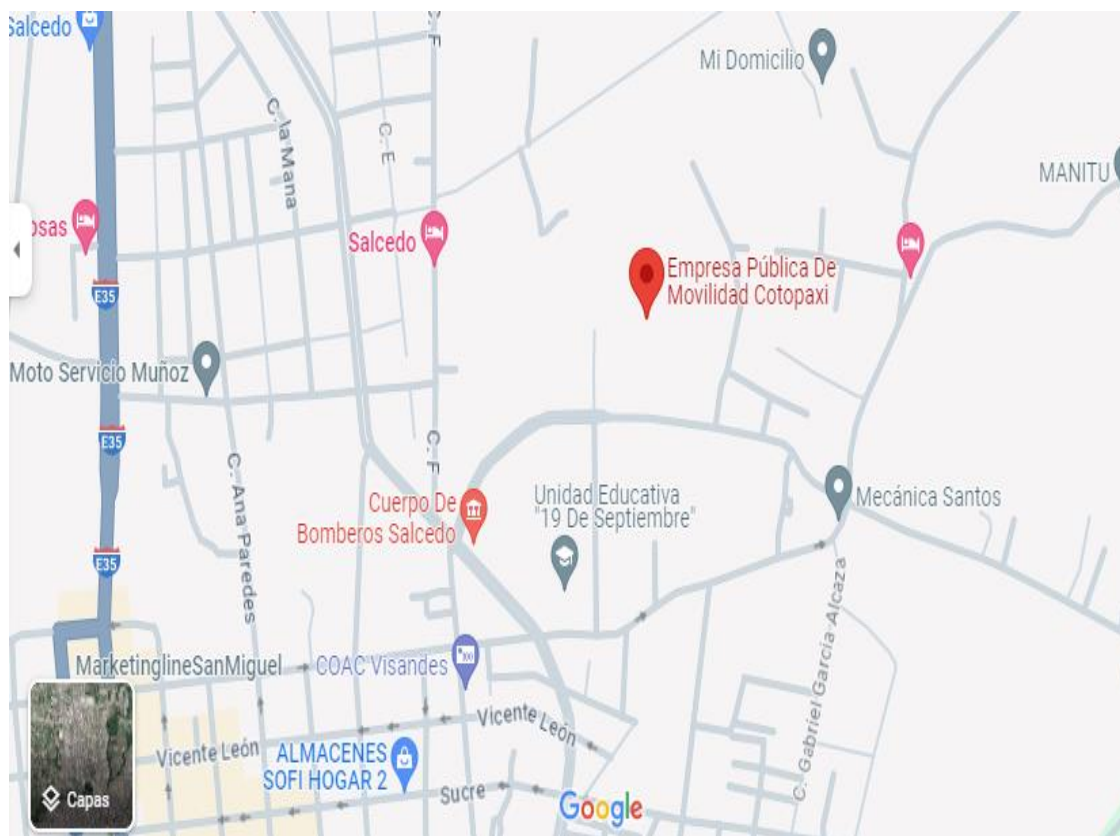 Salcedo
C. F
Mi Domicilio
C. la Mana
C. E
MANITU
osas
Salcedo
Empresa Pública De
Movilidad Cotopaxi
E35
Moto Servicio Muñoz
E35
C. F
C. Ana Paredes
Cuerpo De
Bomberos Salcedo
Unidad Educativa
"19 De Septiembre"
Mecánica Santos
E35
C. Gabriel García Alcaza
MarketinglineSanMiguel
COAC Visandes
Vicente León
Vicente León
ALMACENES
SOFI HOGAR 2
Sucre
Capas
Google